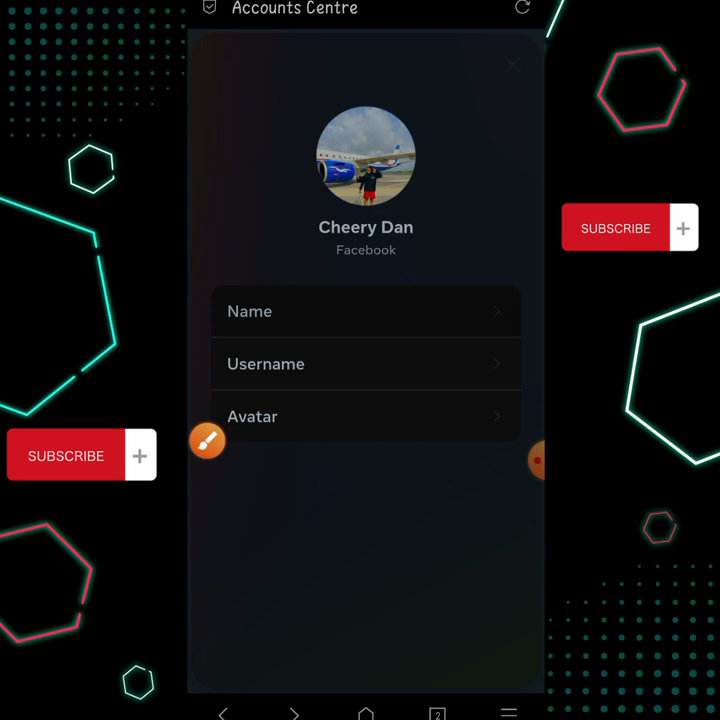 Accounts Centre
Cheery Dan
Facebook
SUBSCRIBE +
Name
Username
Avatar
SUBSCRIBE +
2